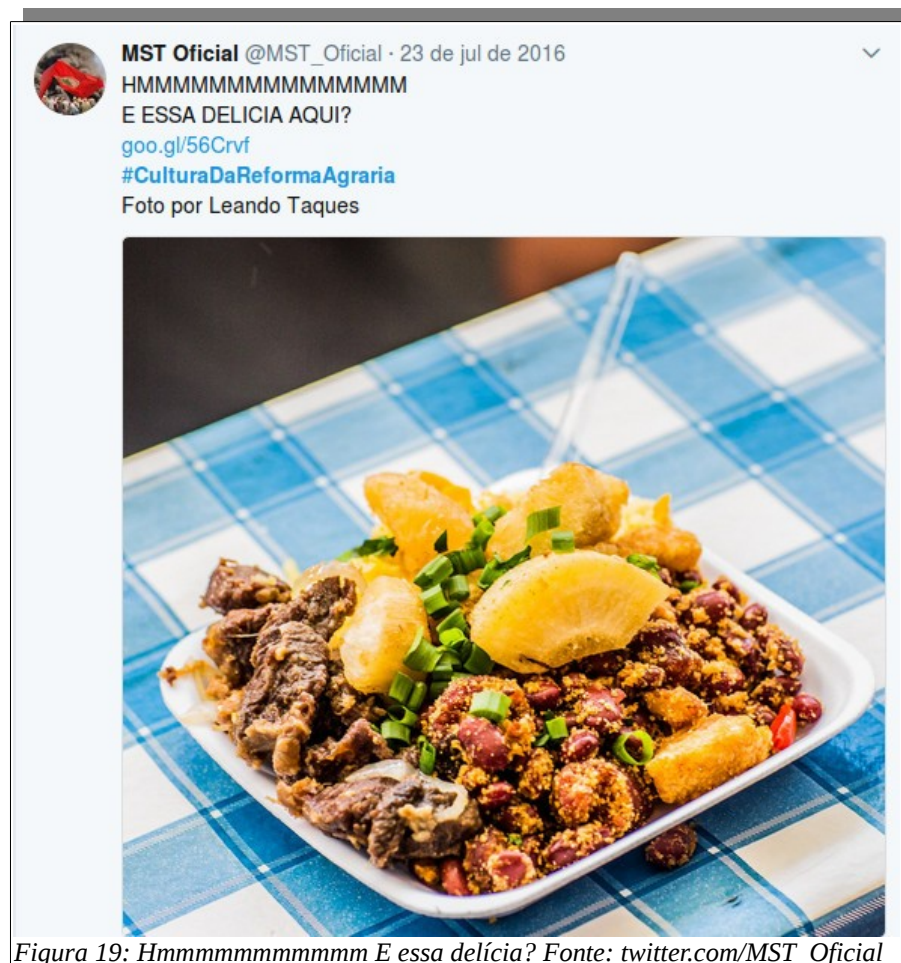 MST Oficial @MST_Oficial · 23 de jul de 2016
HMMMMMMMMMMMMMMMM
E ESSA DELICIA AQUI?
goo.gl/56Crvf
#CulturaDaReformaAgraria
Foto por Leando Taques
Figura 19: Hmmmmmmmmmmm E essa delícia? Fonte: twitter.com/MST_Oficial